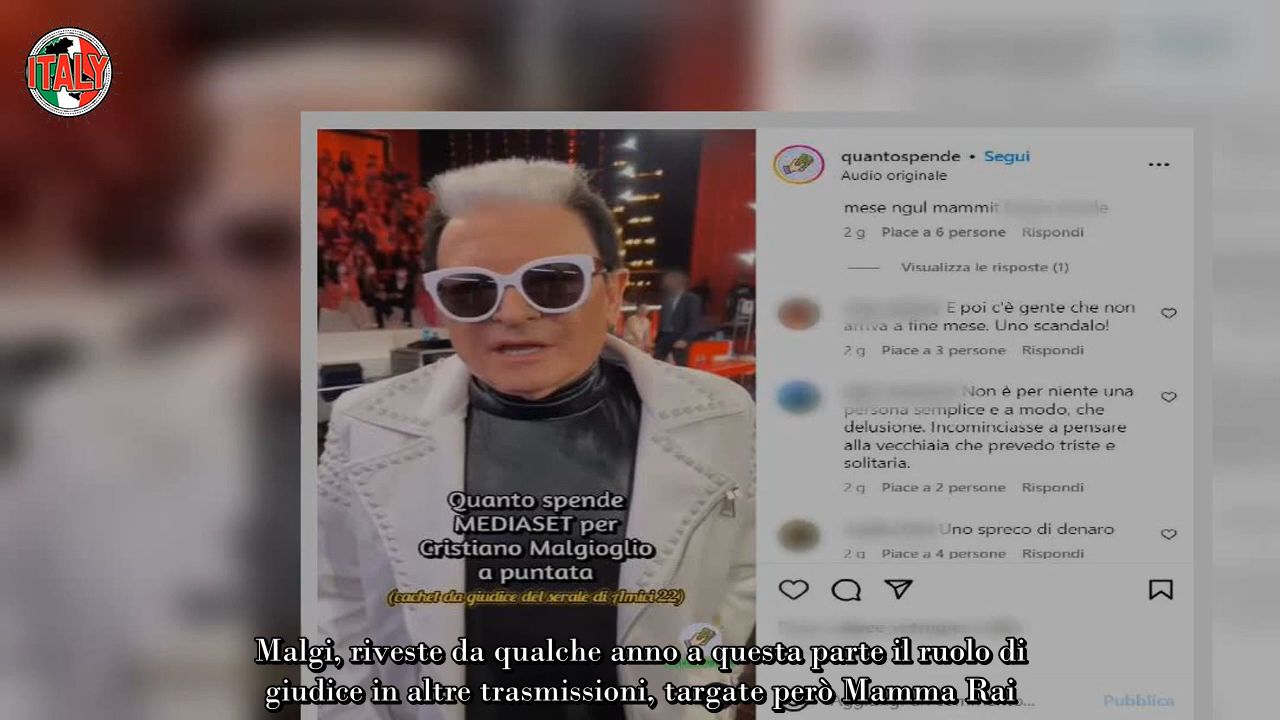 ITALY
quantospende • Segui
Audio originale
mese ngul mammit
2 g Piace a 6 persone Rispondi
Visualizza le risposte (1)
E poi c'è gente che non
arriva a fine mese. Uno scandalo!
2 g Piace a 3 persone Rispondi
Non è per niente una
persona semplice e a modo, che
delusione. Incominciasse a pensare
alla vecchiaia che prevedo triste e
solitaria.
2 g Piace a 2 persone Rispondi
Uno spreco di denaro
2 g Piace a 4 persone Rispondi
Quanto spende
MEDIASET per
Cristiano Malgioglio
a puntata
(cachet da giudice del serale di Amici 22)
Malgi, riveste da qualche anno a questa parte il ruolo di
giudice in altre trasmissioni, targate però Mamma Rai
Pubblica